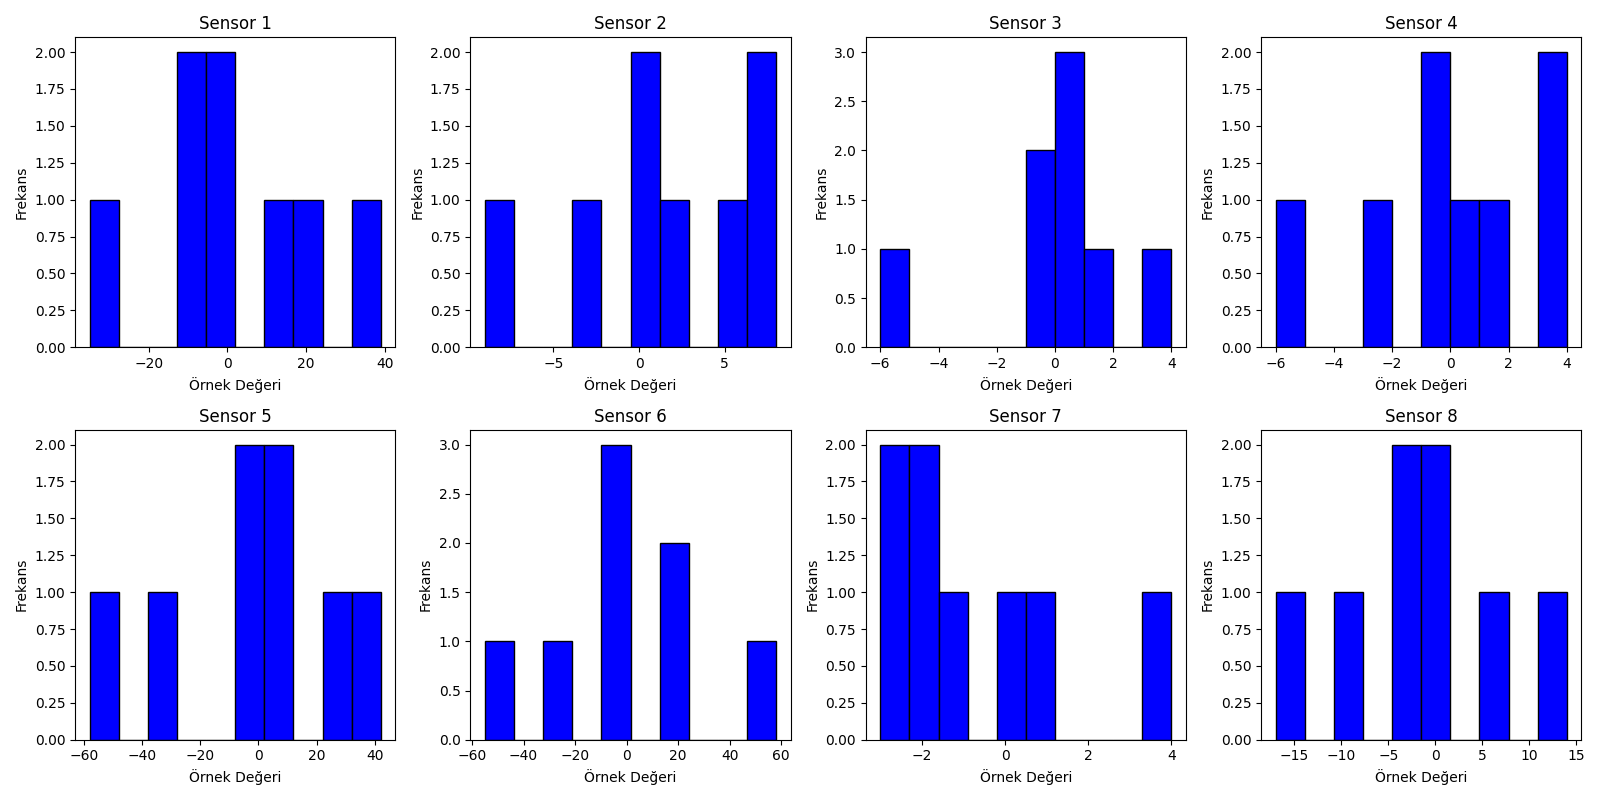 Sensor 1
Sensor 2
Sensor 3
Sensor 4
Frekans
2.00
1.75
1.50
1.25
1.00
0.75
0.50
0.25
0.00
−20 0 20 40
Örnek Değeri
Frekans
2.00
1.75
1.50
1.25
1.00
0.75
0.50
0.25
0.00
−5 0 5
Örnek Değeri
Frekans
3.0
2.5
2.0
1.5
1.0
0.5
0.0
−6 −4 −2 0 2 4
Örnek Değeri
Frekans
2.00
1.75
1.50
1.25
1.00
0.75
0.50
0.25
0.00
−6 −4 −2 0 2 4
Örnek Değeri
Sensor 5
Sensor 6
Sensor 7
Sensor 8
Frekans
2.00
1.75
1.50
1.25
1.00
0.75
0.50
0.25
0.00
−60 −40 −20 0 20 40
Örnek Değeri
Frekans
3.0
2.5
2.0
1.5
1.0
0.5
0.0
−60 −40 −20 0 20 40 60
Örnek Değeri
Frekans
2.00
1.75
1.50
1.25
1.00
0.75
0.50
0.25
0.00
−2 0 2 4
Örnek Değeri
Frekans
2.00
1.75
1.50
1.25
1.00
0.75
0.50
0.25
0.00
−15 −10 −5 0 5 10 15
Örnek Değeri